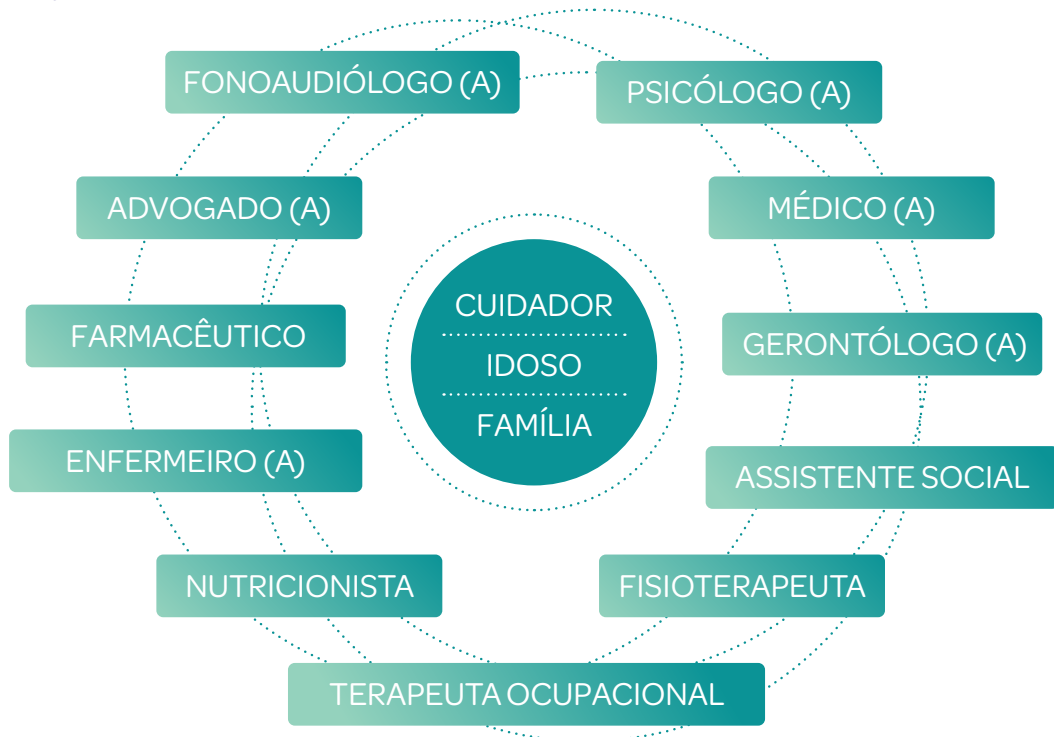 FONOAUDIÓLOGO (A)
PSICÓLOGO (A)
ADVOGADO (A)
MÉDICO (A)
CUIDADOR
IDOSO
FAMÍLIA
FARMACÊUTICO
GERONTÓLOGO (A)
ENFERMEIRO (A)
ASSISTENTE SOCIAL
NUTRICIONISTA
FISIOTERAPEUTA
TERAPEUTA OCUPACIONAL